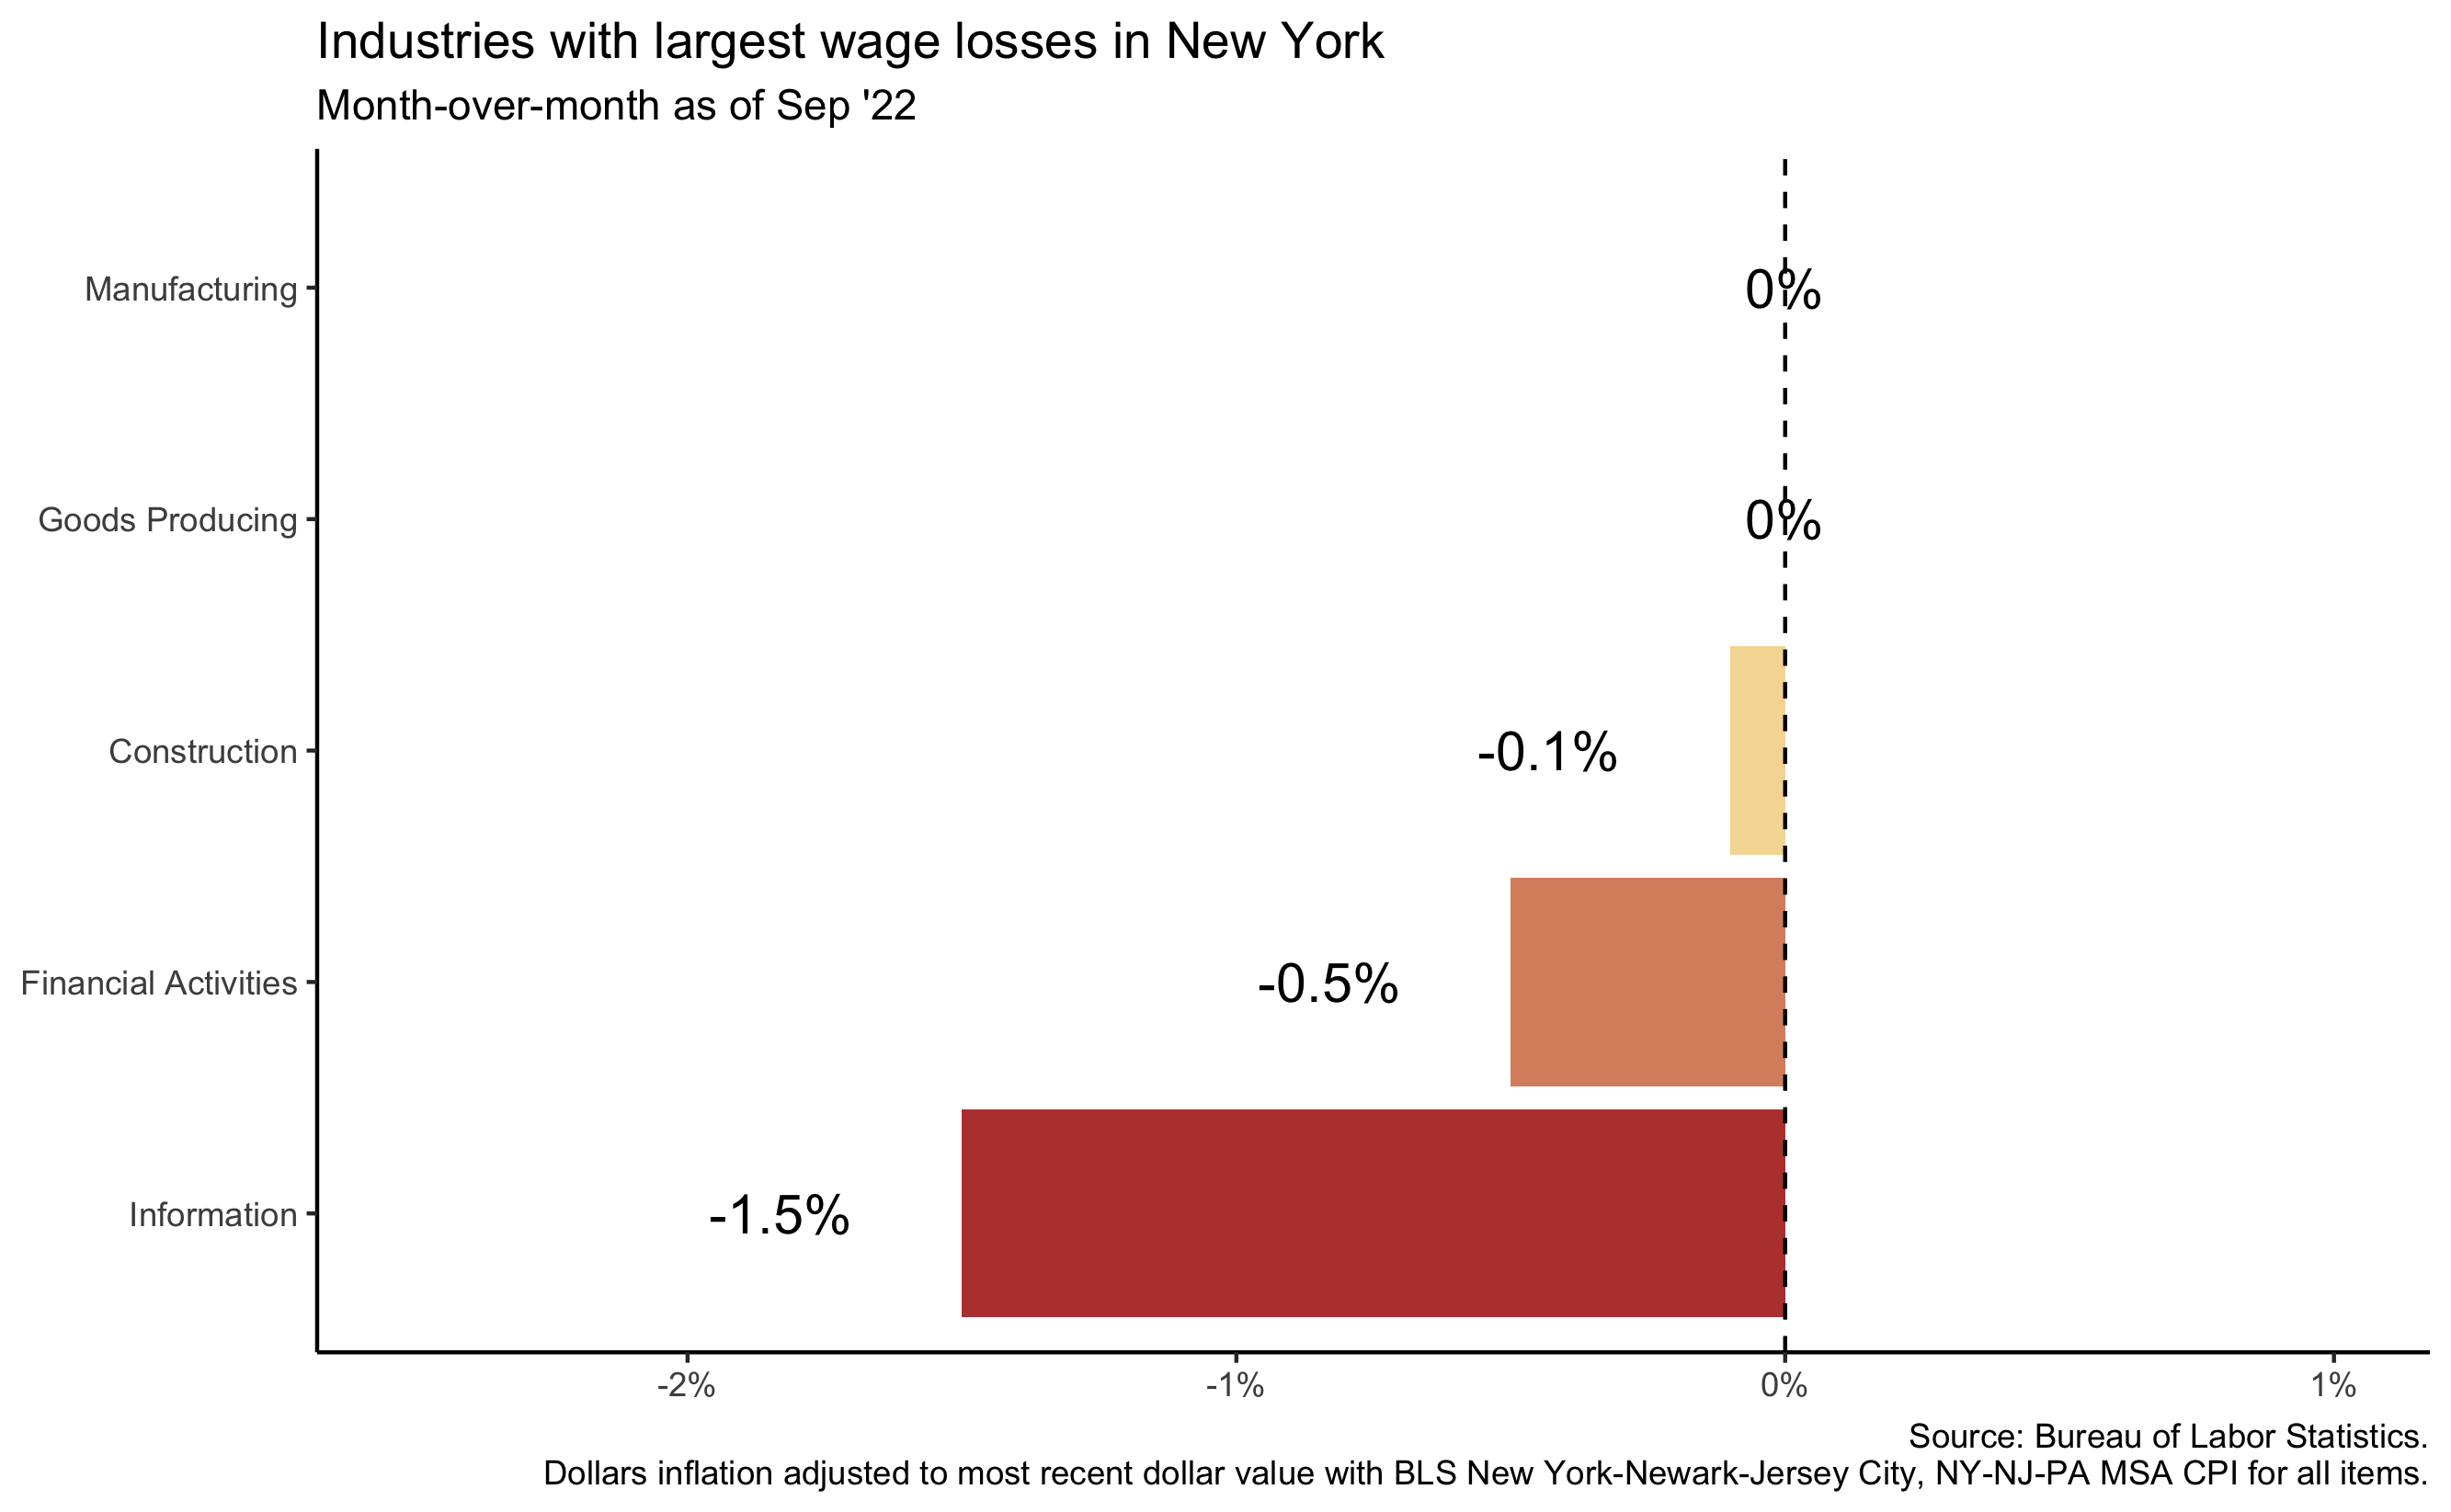 Industries with largest wage losses in New York
Month-over-month as of Sep '22
Manufacturing
0%
Goods Producing
0%
Construction
-0.1%
Financial Activities
-0.5%
Information
-1.5%
-2%
-1%
0%
1%
Source: Bureau of Labor Statistics.
Dollars inflation adjusted to most recent dollar value with BLS New York-Newark-Jersey City, NY-NJ-PA MSA CPI for all items.